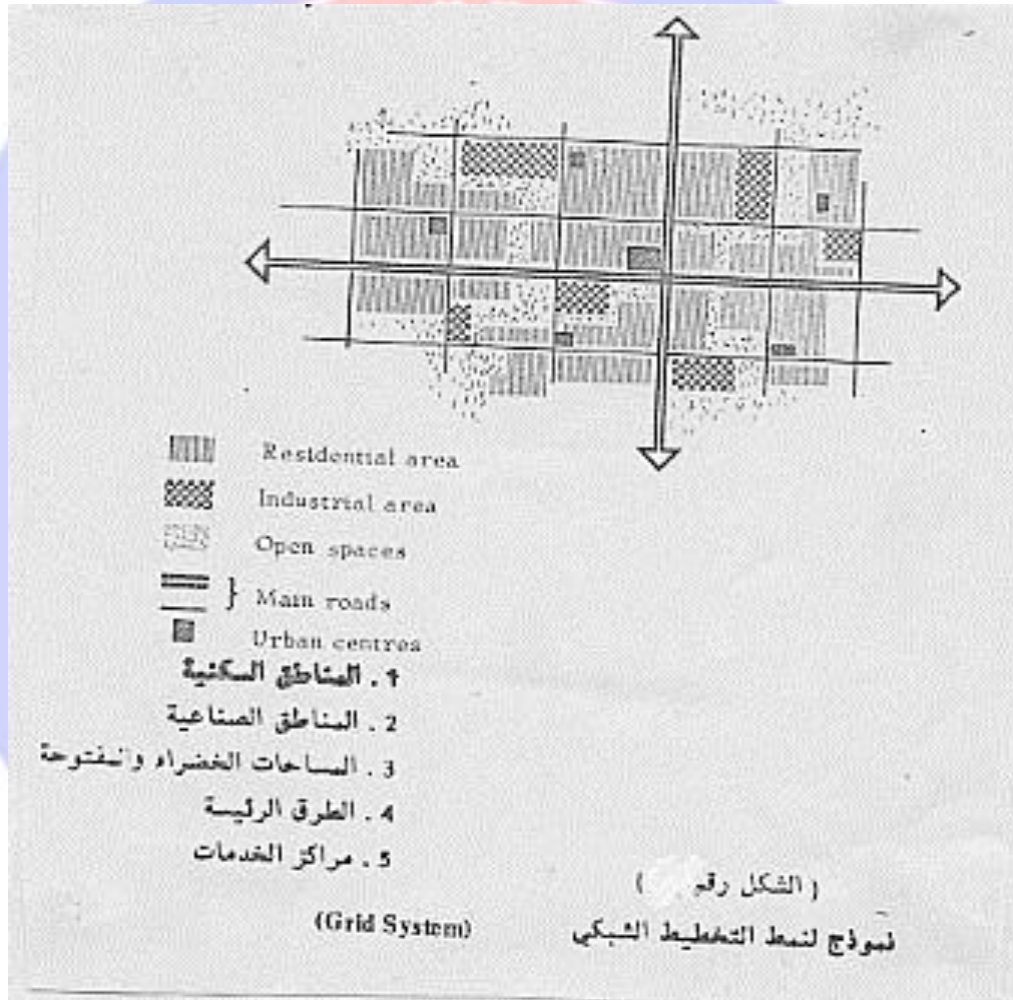 Residential area
Industrial area
Open spaces
} Main roads
Urban centres
1 . المناطق السكنية
2 . المناطق الصناعية
3 . المساحات الخضراء والمفتوحة
4 . الطرق الرئيسة
5 . مراكز الخدمات
( الشكل رقم )
(Grid System) نموذج لنمط التخطيط الشبكي